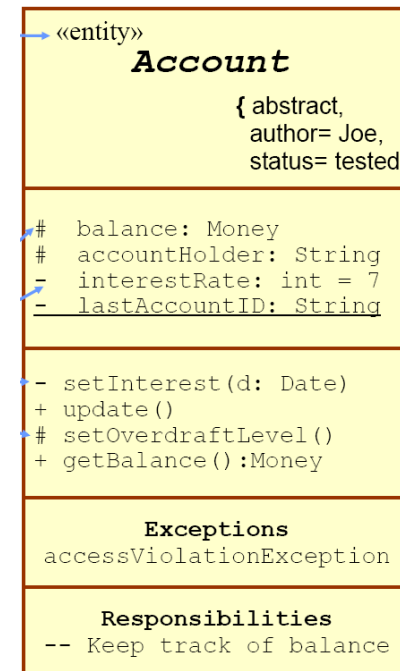 «entity»
Account
{ abstract,
author= Joe,
status= tested
# balance: Money
# accountHolder: String
- interestRate: int = 7
- lastAccountID: String
- setInterest(d: Date)
+ update()
# setOverdraftLevel()
+ getBalance():Money
Exceptions
accessViolationException
Responsibilities
-- Keep track of balance